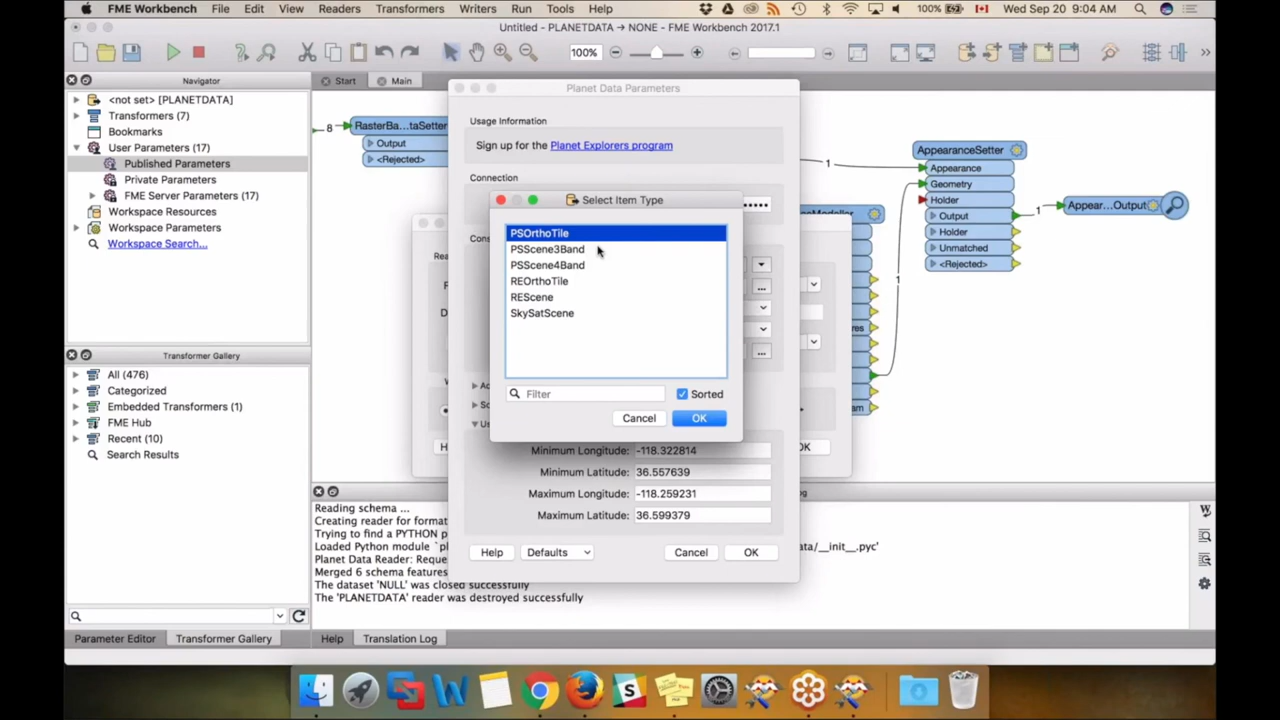 FME Workbench File Edit View Readers Transformers Writers Run Tools Help 100% Wed Sep 20 9:04 AM
Untitled - PLANETDATA → NONE - FME Workbench 2017.1
100%
Navigator
<not set> [PLANETDATA]
Transformers (7)
Bookmarks
User Parameters (17)
Published Parameters
Private Parameters
FME Server Parameters (17)
Workspace Resources
Workspace Parameters
Workspace Search...
Transformer Gallery
All (476)
Categorized
Embedded Transformers (1)
FME Hub
Recent (10)
Search Results
Parameter Editor Transformer Gallery
Start Main
8
RasterBa...taSetter
Output
<Rejected>
1
AppearanceSetter
Appearance
Geometry
Holder
Output
Holder
Unmatched
<Rejected>
1
Appear...Output
1
Planet Data Parameters
Usage Information
Sign up for the Planet Explorers program
Connection
•••••
Select Item Type
PSOrthoTile
PSScene3Band
PSScene4Band
REOrthoTile
REScene
SkySatScene
Filter
Sorted
Cancel OK
Minimum Longitude: -118.322814
Minimum Latitude: 36.557639
Maximum Longitude: -118.259231
Maximum Latitude: 36.599379
Help Defaults Cancel OK
Reading schema ...
Creating reader for format
Trying to find a PYTHON p
Loaded Python module `pl ata/__init__.pyc'
Planet Data Reader: Reque
Merged 6 schema features
The dataset 'NULL' was closed successfully
The 'PLANETDATA' reader was destroyed successfully
Help Translation Log